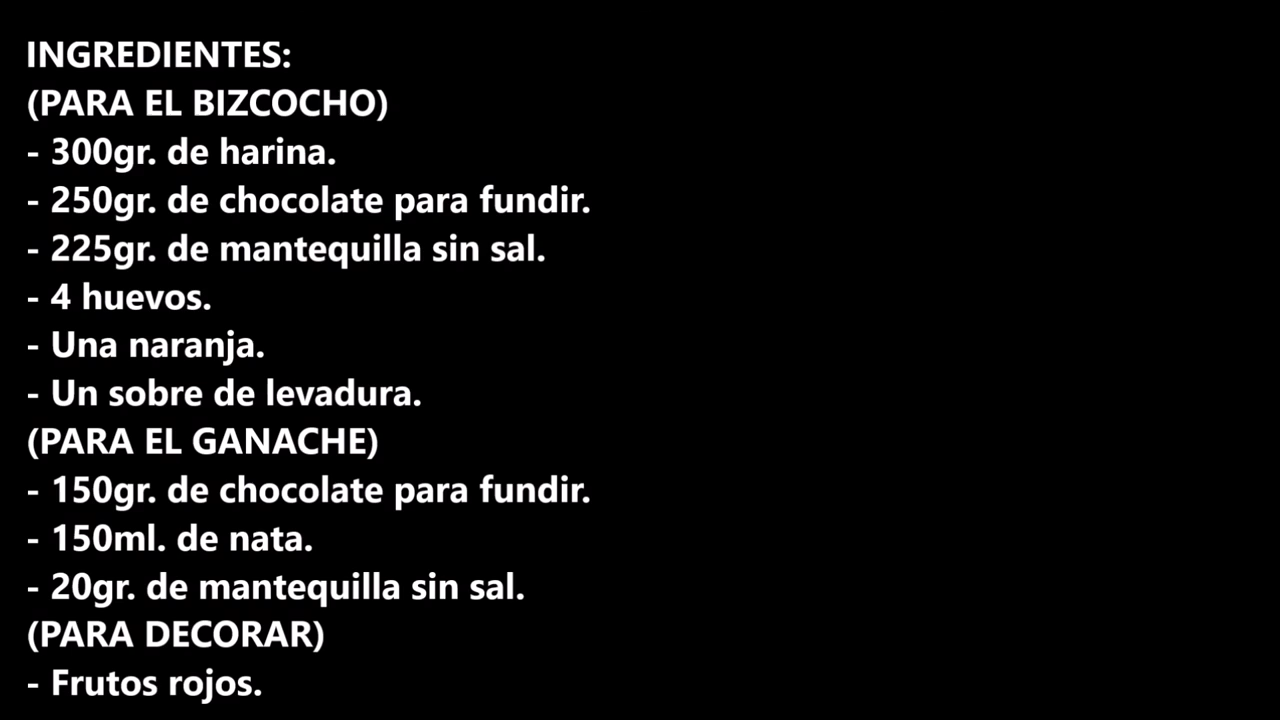 INGREDIENTES:
(PARA EL BIZCOCHO)
- 300gr. de harina.
- 250gr. de chocolate para fundir.
- 225gr. de mantequilla sin sal.
- 4 huevos.
- Una naranja.
- Un sobre de levadura.
(PARA EL GANACHE)
- 150gr. de chocolate para fundir.
- 150ml. de nata.
- 20gr. de mantequilla sin sal.
(PARA DECORAR)
- Frutos rojos.